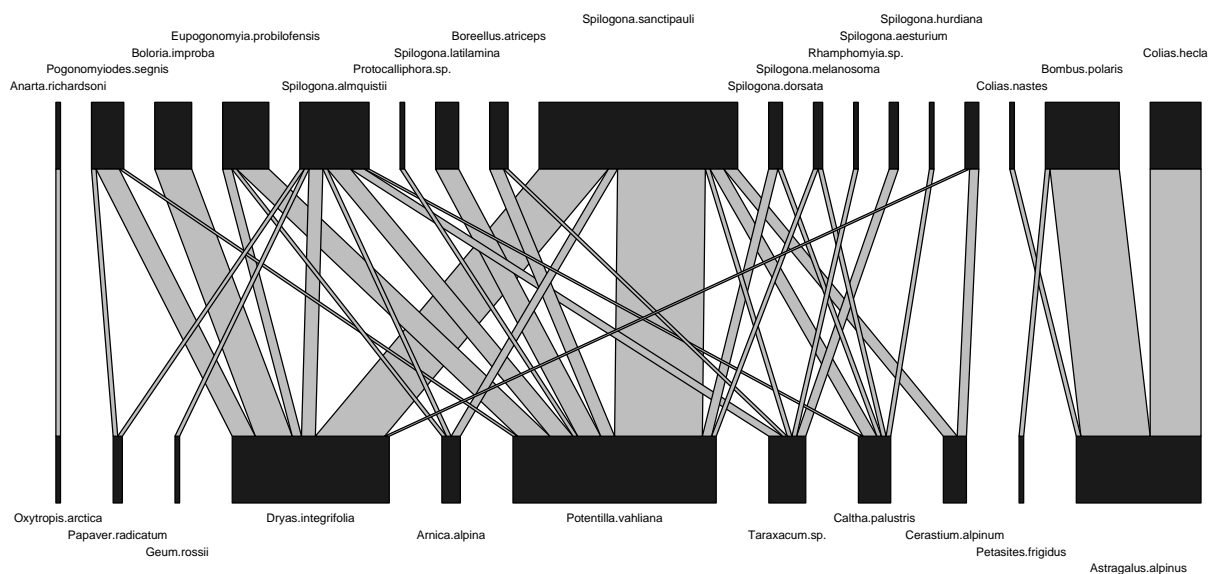 Spilogona.sanctipauli
Spilogona.hurdiana
Eupogonomyia.probilofensis
Boreellus.atriceps
Spilogona.aesturium
Boloria.improba
Spilogona.latilamina
Rhamphomyia.sp.
Colias.hecla
Pogonomyiodes.segnis
Protocalliphora.sp.
Spilogona.melanosoma
Bombus.polaris
Anarta.richardsoni
Spilogona.almquistii
Spilogona.dorsata
Colias.nastes
Oxytropis.arctica
Dryas.integrifolia
Potentilla.vahliana
Caltha.palustris
Papaver.radicatum
Arnica.alpina
Taraxacum.sp.
Cerastium.alpinum
Geum.rossii
Petasites.frigidus
Astragalus.alpinus